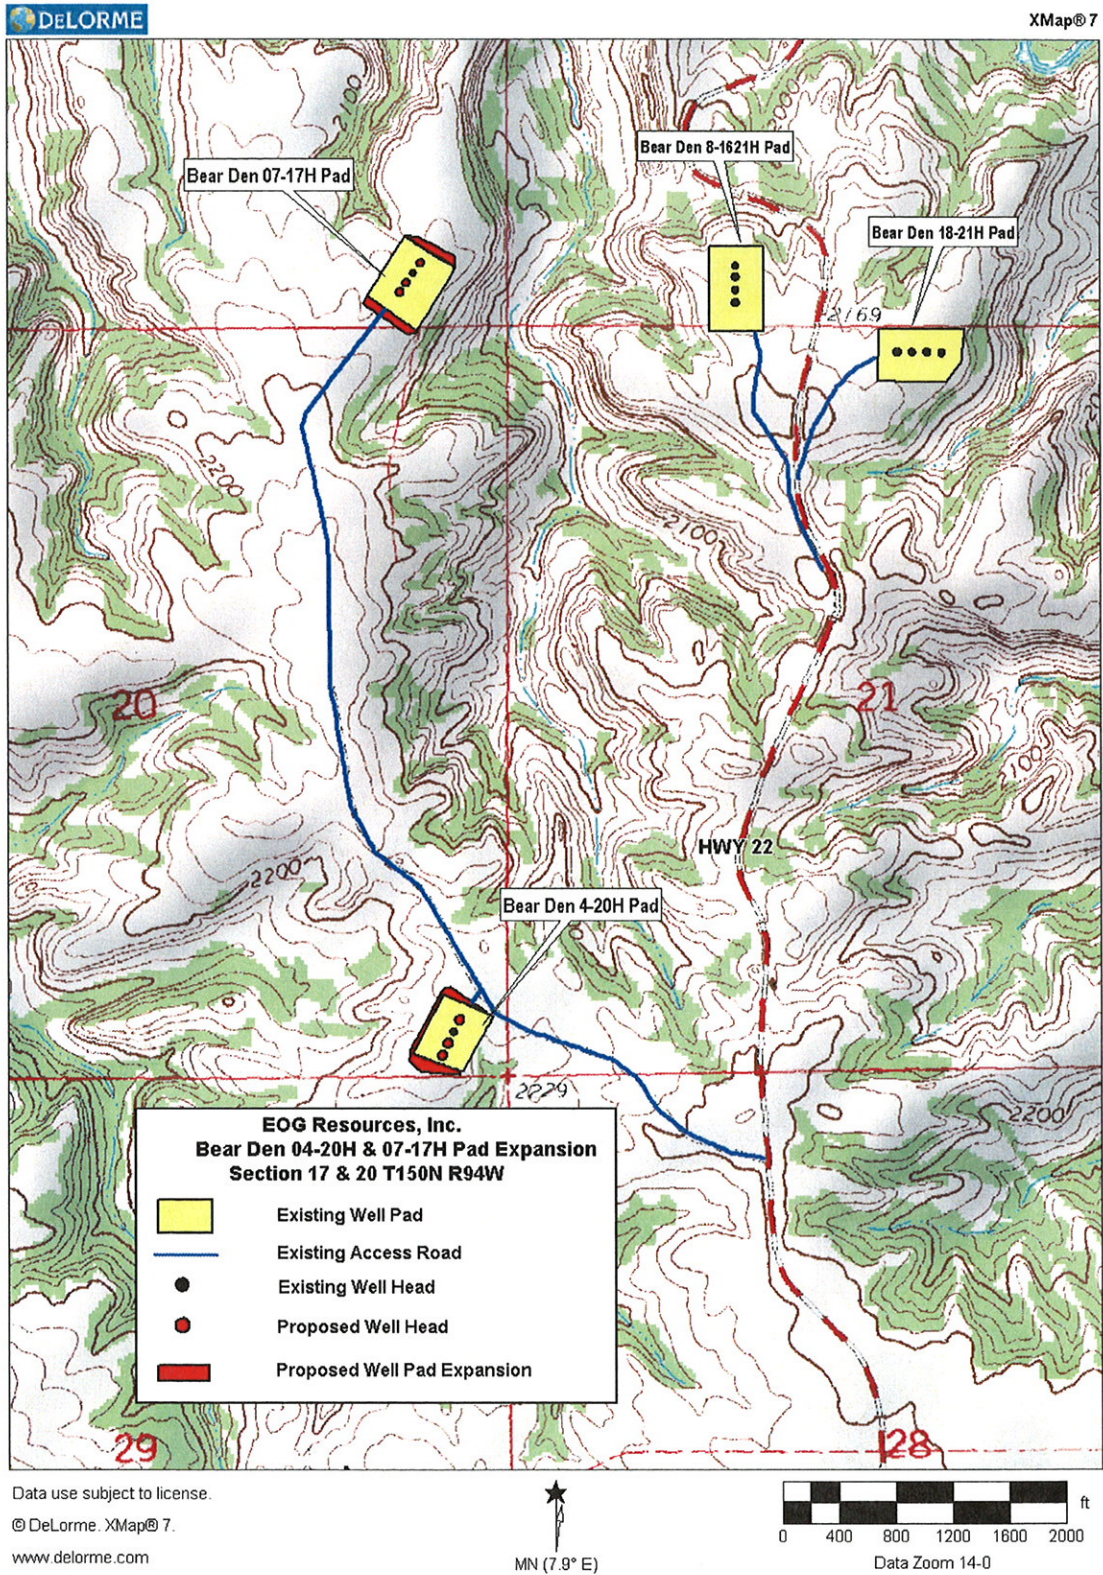 DELORME
XMap® 7
Bear Den 8-1621H Pad
Bear Den 07-17H Pad
Bear Den 18-21H Pad
2169
2200
2100
20
21
2100
HWY 22
2200
Bear Den 4-20H Pad
2229
2200
EOG Resources, Inc.
Bear Den 04-20H & 07-17H Pad Expansion
Section 17 & 20 T150N R94W
Existing Well Pad
Existing Access Road
Existing Well Head
Proposed Well Head
Proposed Well Pad Expansion
29
28
Data use subject to license.
© DeLorme. XMap® 7.
www.delorme.com
MN (7.9° E)
ft
0 400 800 1200 1600 2000
Data Zoom 14-0